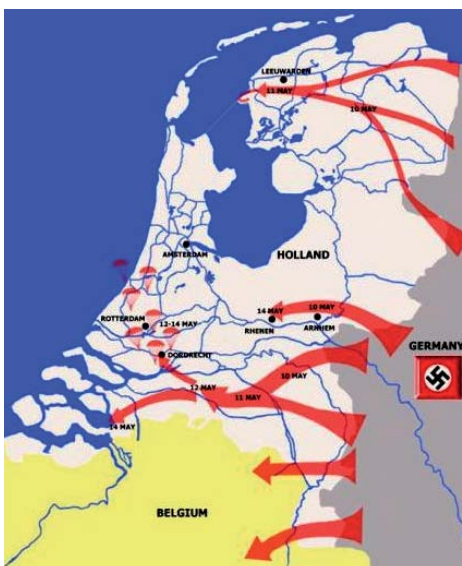 LEEUWARDEN
11 MAY
10 MAY
AMSTERDAM
HOLLAND
ROTTERDAM
12-14 MAY
14 MAY
10 MAY
RHENEN
ARNHEM
DORDRECHT
GERMANY
10 MAY
12 MAY
11 MAY
14 MAY
BELGIUM